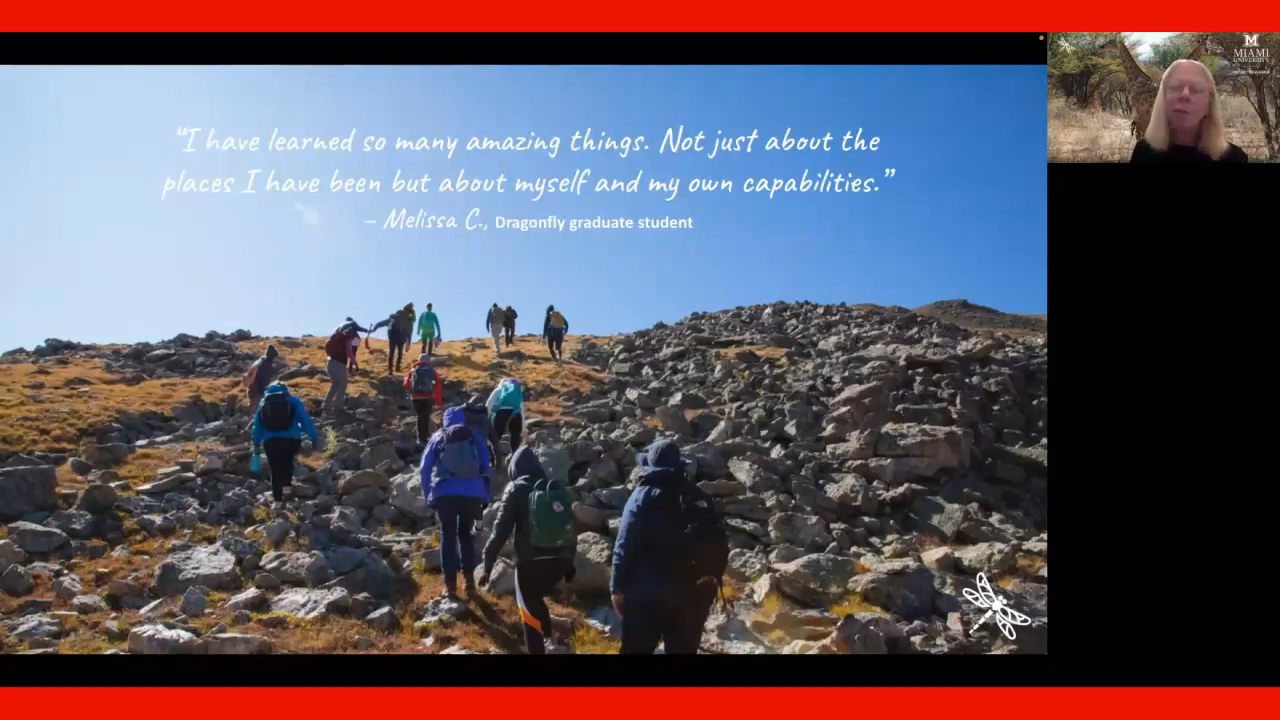 “I have learned so many amazing things. Not just about the
places I have been but about myself and my own capabilities.”
– Melissa C., Dragonfly graduate student
M
MIAMI
UNIVERSITY